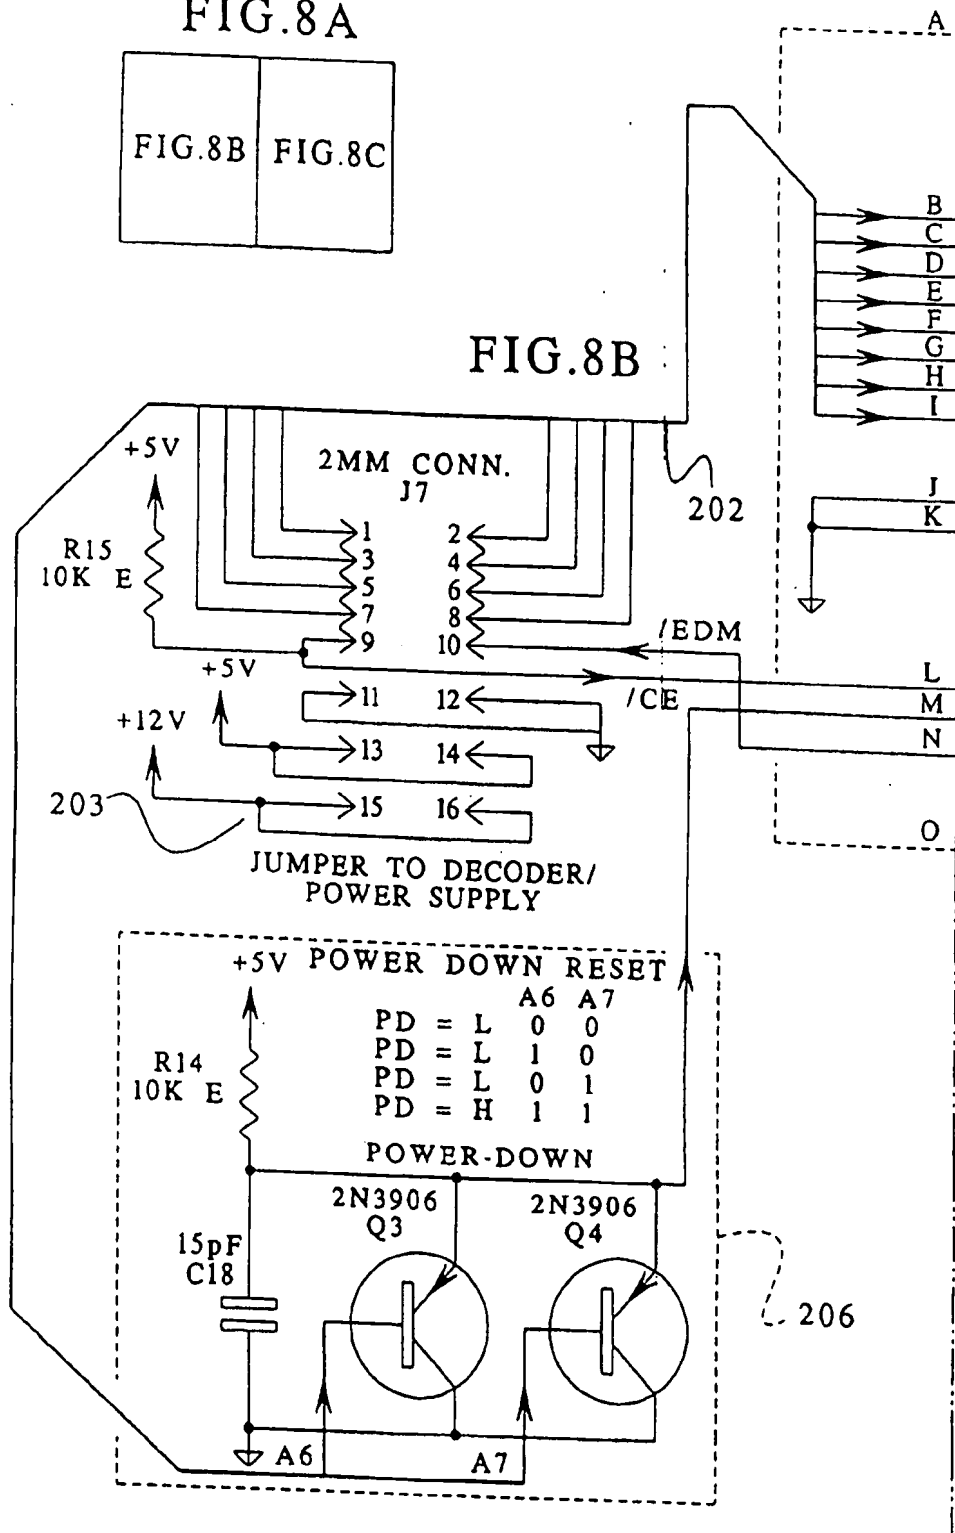 FIG.8A
FIG.8B FIG.8C
A
B
C
D
E
F
G
H
I
J
K
FIG.8B
202
+5V
2MM CONN.
J7
R15
10K E
1 2
3 4
5 6
7 8
9 10
/EDM
/CE
L
M
N
O
+5V
11 12
+12V
13 14
15 16
203
JUMPER TO DECODER/
POWER SUPPLY
+5V POWER DOWN RESET
A6 A7
PD = L 0 0
PD = L 1 0
PD = L 0 1
PD = H 1 1
R14
10K E
POWER-DOWN
2N3906
Q3
2N3906
Q4
15pF
C18
206
A6
A7